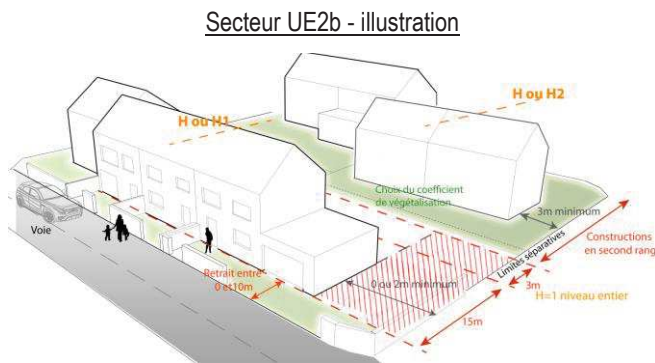 Secteur UE2b - illustration
H ou H2
H ou H1
Choix du coefficient
de végétalisation
3m minimum
Voie
Constructions
en second rang
Limites séparatives
Retrait entre
0 et 10m
0 ou 2m minimum
3m
H=1 niveau entier
15m